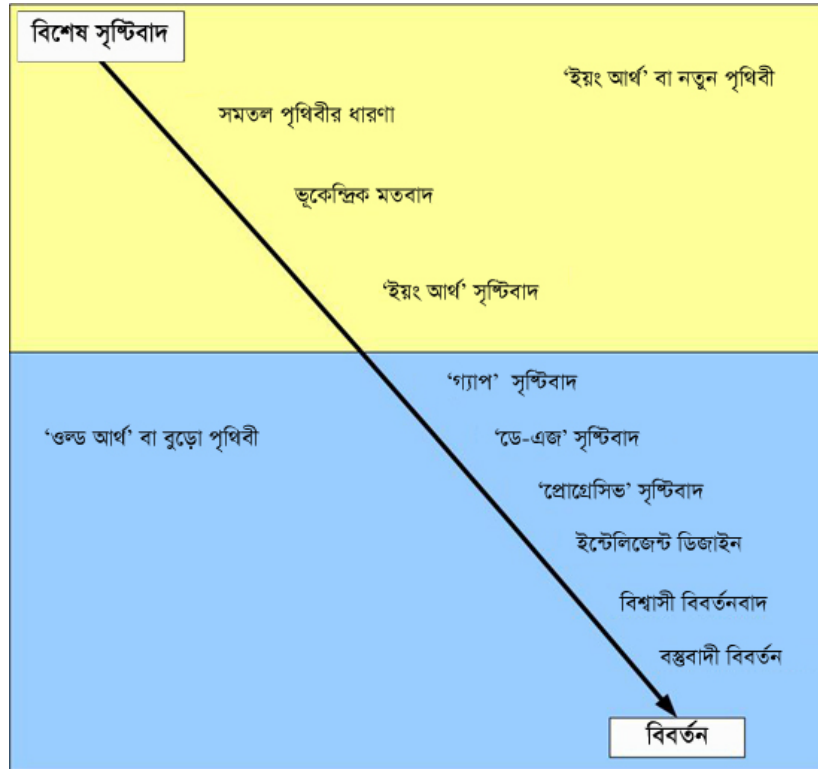 বিশেষ সৃষ্টিবাদ
‘ইয়ং আর্থ’ বা নতুন পৃথিবী
সমতল পৃথিবীর ধারণা
ভূকেন্দ্রিক মতবাদ
‘ইয়ং আর্থ’ সৃষ্টিবাদ
‘গ্যাপ’ সৃষ্টিবাদ
‘ওল্ড আর্থ’ বা বুড়ো পৃথিবী
‘ডে-এজ’ সৃষ্টিবাদ
‘প্রোগ্রেসিভ’ সৃষ্টিবাদ
ইন্টেলিজেন্ট ডিজাইন
বিশ্বাসী বিবর্তনবাদ
বস্তুবাদী বিবর্তন
বিবর্তন